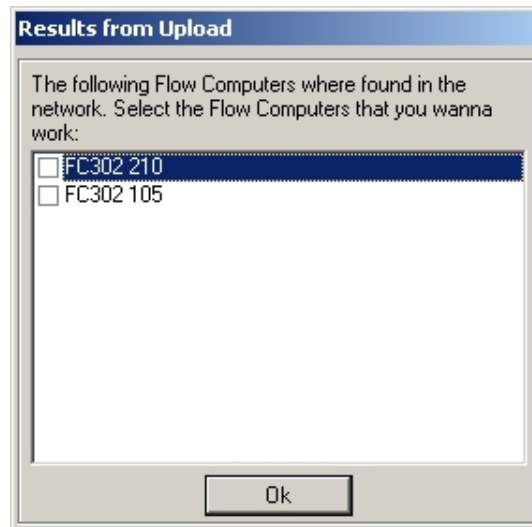 Results from Upload
The following Flow Computers where found in the
network. Select the Flow Computers that you wanna
work:
FC302 210
FC302 105
Ok